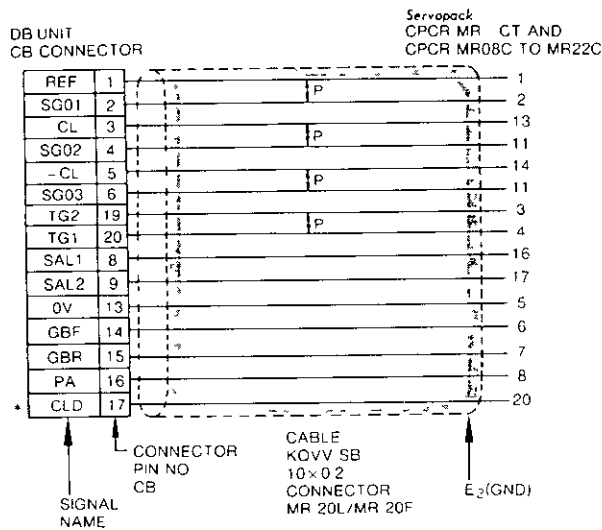 DB UNIT
CB CONNECTOR
Servopack
CPCR MR CT AND
CPCR MR08C TO MR22C
REF 1 1
P
SG01 2 2
CL 3 13
P
SG02 4 11
-CL 5 14
P
SG03 6 11
TG2 19 3
P
TG1 20 4
SAL1 8 16
SAL2 9 17
0V 13 5
GBF 14 6
GBR 15 7
PA 16 8
* CLD 17 20
CONNECTOR
PIN NO
CB
SIGNAL
NAME
CABLE
KQVV SB
10×0 2
CONNECTOR
MR 20L/MR 20F
E2(GND)